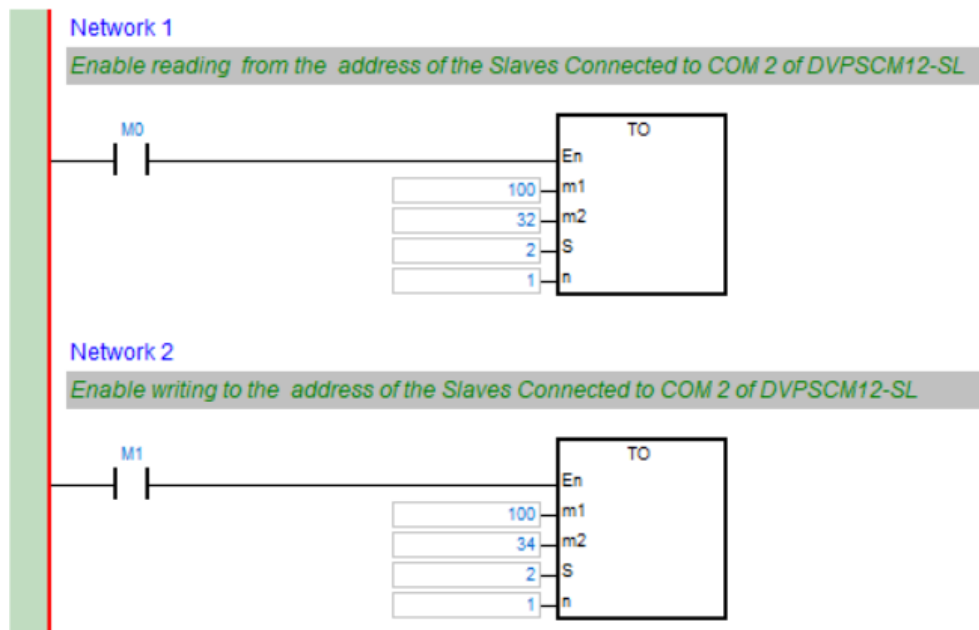 Network 1
Enable reading from the address of the Slaves Connected to COM 2 of DVPSCM12-SL
M0
TO
En
100 m1
32 m2
2 S
1 n
Network 2
Enable writing to the address of the Slaves Connected to COM 2 of DVPSCM12-SL
M1
TO
En
100 m1
34 m2
2 S
1 n